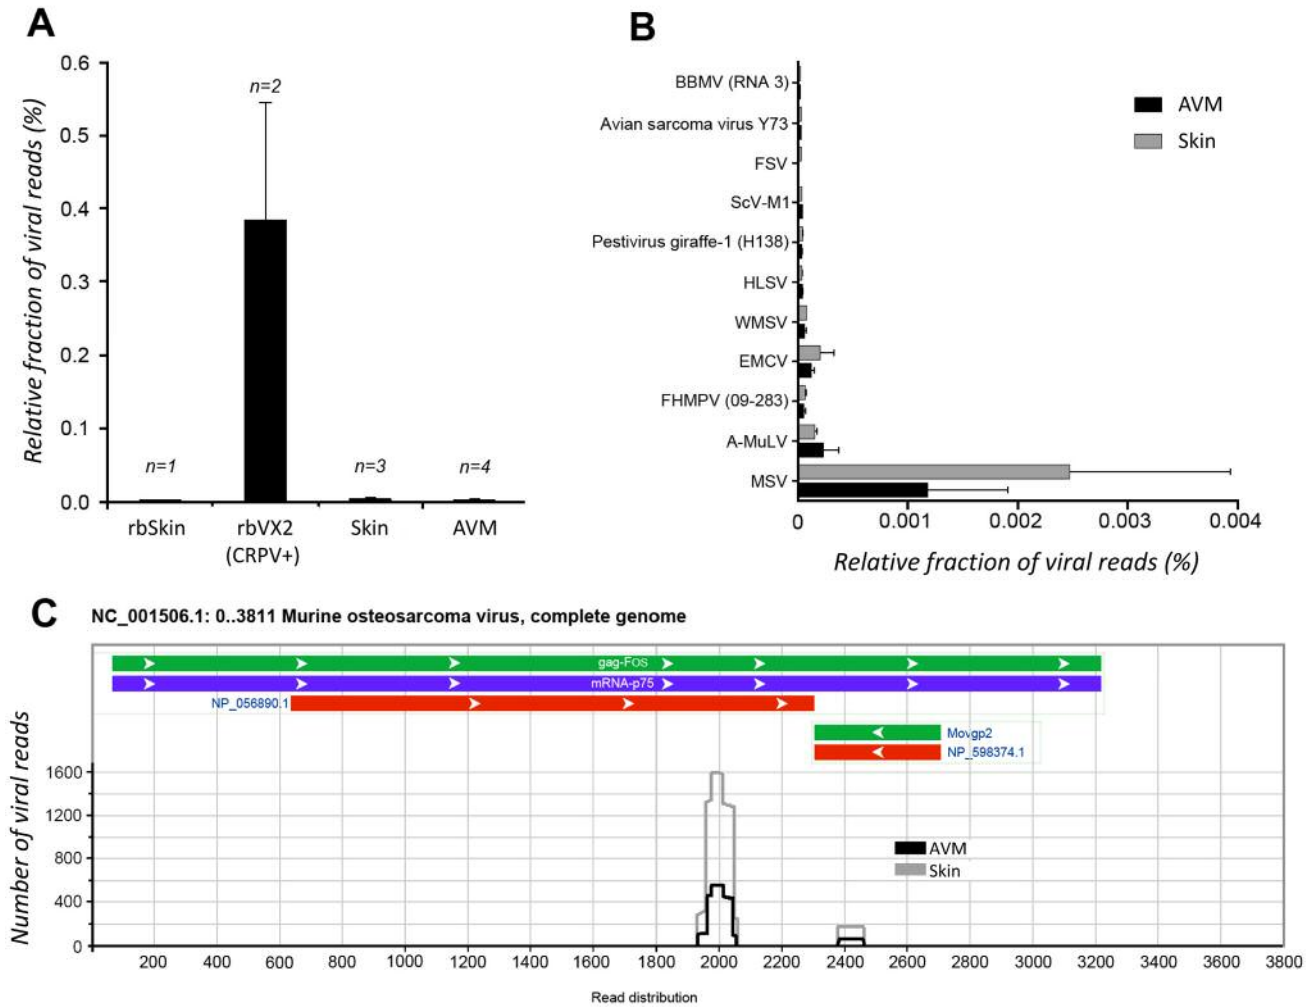 A
Relative fraction of viral reads (%)
0.6
0.5
0.4
0.3
0.2
0.1
0.0
n=1
n=2
n=3
n=4
rbSkin
rbVX2
(CRPV+)
Skin
AVM
B
BBMV (RNA 3)
Avian sarcoma virus Y73
FSV
ScV-M1
Pestivirus giraffe-1 (H138)
HLSV
WMSV
EMCV
FHMPV (09-283)
A-MuLV
MSV
AVM
Skin
0 0.001 0.002 0.003 0.004
Relative fraction of viral reads (%)
C
NC_001506.1: 0..3811 Murine osteosarcoma virus, complete genome
gag-FOS
mRNA-p75
NP_056890.1
Movgp2
NP_598374.1
Number of viral reads
1600
1200
800
400
0
AVM
Skin
200 400 600 800 1000 1200 1400 1600 1800 2000 2200 2400 2600 2800 3000 3200 3400 3600 3800
Read distribution